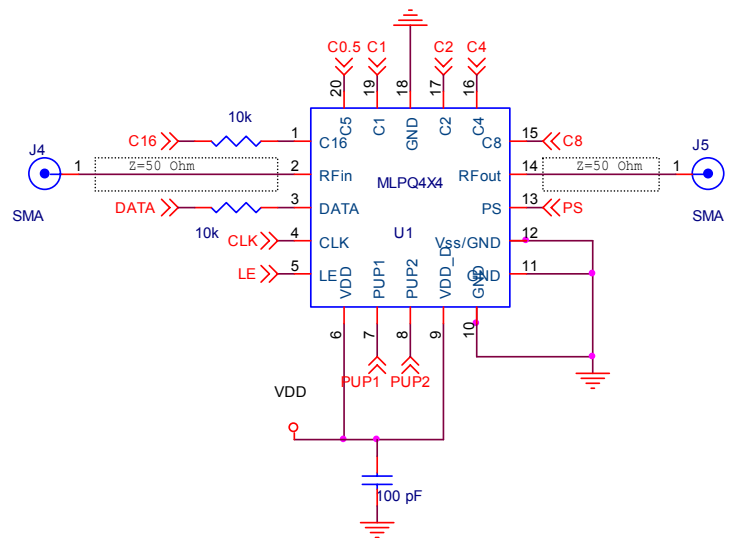 C0.5 C1 C2 C4
20 19 18 17 16
C5 C1 GND C2 C4
10k
C16 1 C16 C8 15 C8
J4 J5
1 Z=50 Ohm 2 RFin RFout 14 Z=50 Ohm 1
MLPQ4X4
SMA SMA
DATA 3 DATA PS 13 PS
10k
U1
CLK 4 CLK Vss/GND 12
LE 5 LE GND 11
VDD PUP1 PUP2 VDD_D GND
6 7 8 9 10
PUP1 PUP2
VDD
100 pF